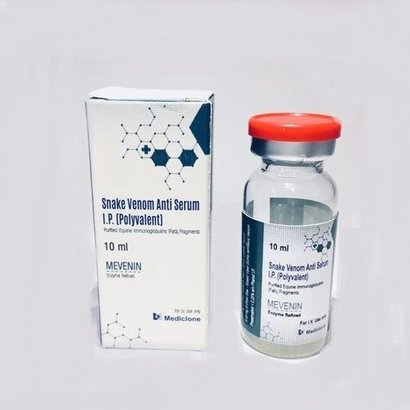 Snake Venom Anti Serum
I.P. (Polyvalent)
Purified Equine Immunoglobulins (Fab)₂ Fragments
10 ml
MEVENIN
Enzyme Refined
For I.V. Use only
Mediclone
10 ml
Snake Venom Anti Serum
I.P. (Polyvalent)
Purified Equine Immunoglobulins
(Fab)₂ Fragments
MEVENIN
Enzyme Refined
For I.V. Use only
Mediclone